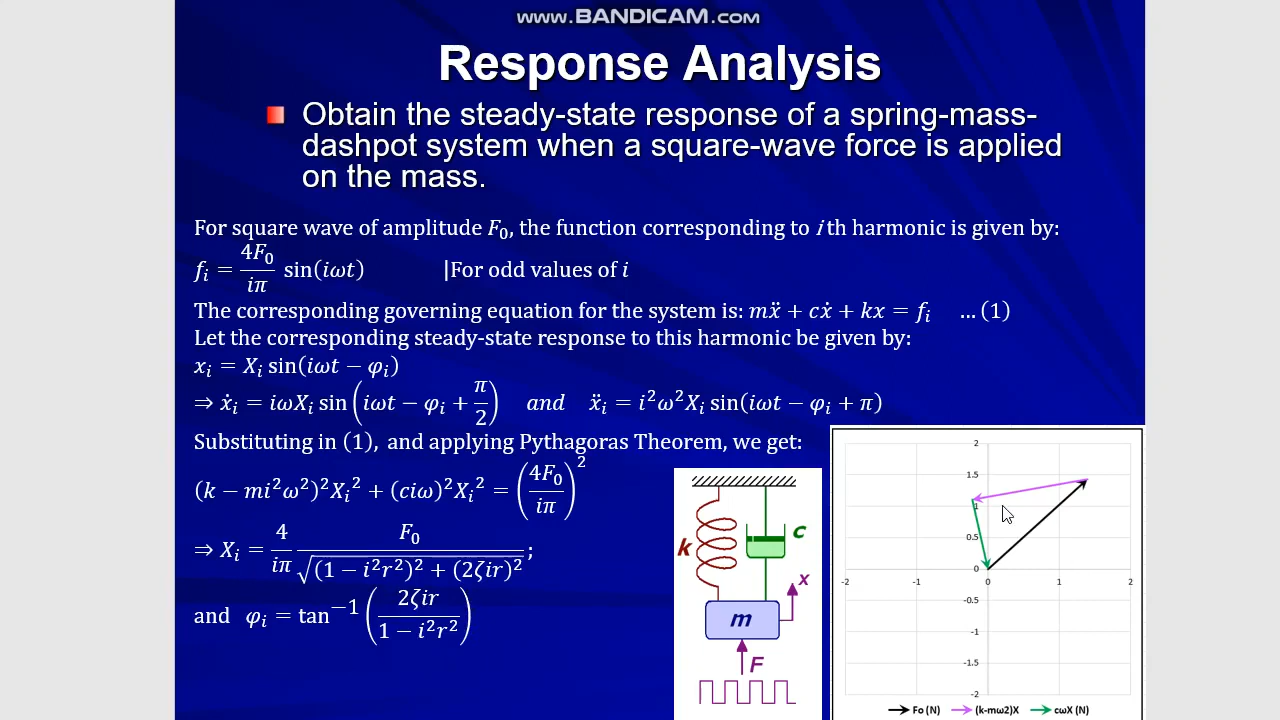 www.BANDICAM.com
Response Analysis
Obtain the steady-state response of a spring-mass-
dashpot system when a square-wave force is applied
on the mass.
For square wave of amplitude F₀, the function corresponding to i th harmonic is given by:
fᵢ = 4F₀/iπ sin(iωt) |For odd values of i
The corresponding governing equation for the system is: mẍ + cẋ + kx = fᵢ … (1)
Let the corresponding steady-state response to this harmonic be given by:
xᵢ = Xᵢ sin(iωt − φᵢ)
⇒ ẋᵢ = iωXᵢ sin(iωt − φᵢ + π/2) and ẍᵢ = i²ω²Xᵢ sin(iωt − φᵢ + π)
Substituting in (1), and applying Pythagoras Theorem, we get:
(k − mi²ω²)²Xᵢ² + (ciω)²Xᵢ² = (4F₀/iπ)²
⇒ Xᵢ = 4/iπ F₀/√((1 − i²r²)² + (2ζir)²);
and φᵢ = tan⁻¹(2ζir/(1 − i²r²))
k
c
x
m
F
2
1.5
1
0.5
0
-0.5
-1
-1.5
-2
-2 -1 0 1 2
Fo (N) (k-mω2)X cωX (N)